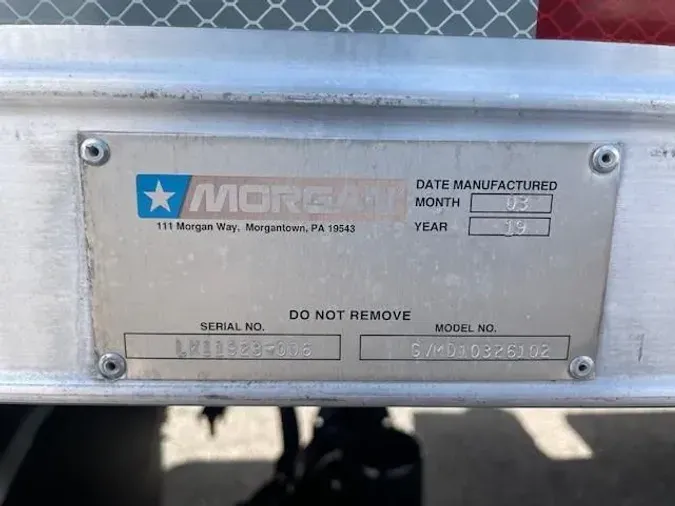 MORGAN
111 Morgan Way, Morgantown, PA 19543
DATE MANUFACTURED
MONTH 03
YEAR 19
DO NOT REMOVE
SERIAL NO.
MODEL NO.
GVMD10326102